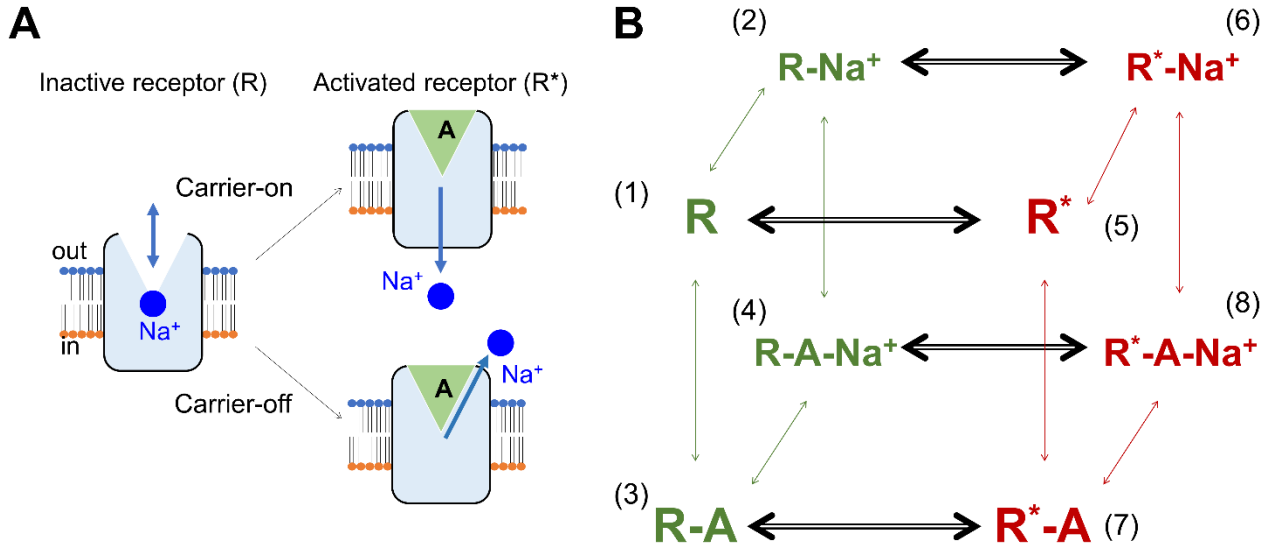 A
Inactive receptor (R)
Activated receptor (R*)
A
Carrier-on
out
Na⁺
in
Na⁺
Na⁺
A
Carrier-off
B
(2)
(6)
R-Na⁺
R*-Na⁺
(1)
R
R*
(5)
(4)
(8)
R-A-Na⁺
R*-A-Na⁺
(3)
R-A
R*-A
(7)